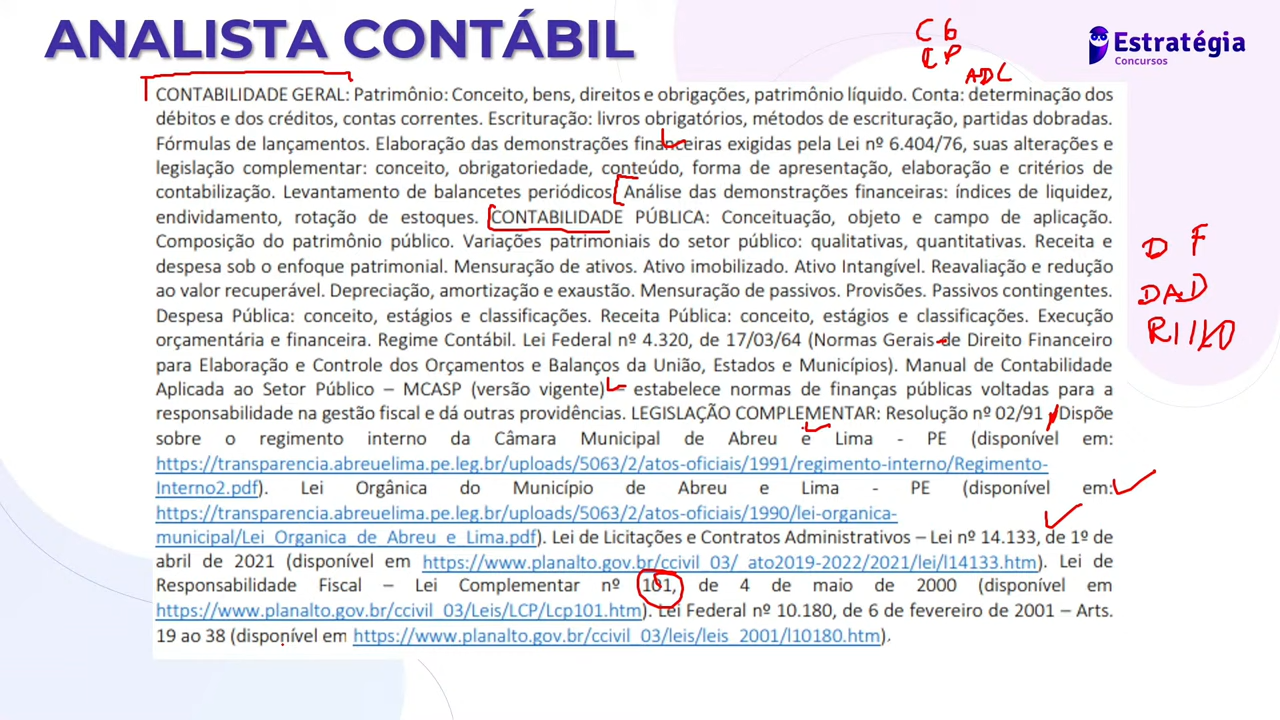 ANALISTA CONTÁBIL
C G
C P
ADC
Estratégia
Concursos
CONTABILIDADE GERAL: Patrimônio: Conceito, bens, direitos e obrigações, patrimônio líquido. Conta: determinação dos
débitos e dos créditos, contas correntes. Escrituração: livros obrigatórios, métodos de escrituração, partidas dobradas.
Fórmulas de lançamentos. Elaboração das demonstrações financeiras exigidas pela Lei nº 6.404/76, suas alterações e
legislação complementar: conceito, obrigatoriedade, conteúdo, forma de apresentação, elaboração e critérios de
contabilização. Levantamento de balancetes periódicos. Análise das demonstrações financeiras: índices de liquidez,
endividamento, rotação de estoques. CONTABILIDADE PÚBLICA: Conceituação, objeto e campo de aplicação.
Composição do patrimônio público. Variações patrimoniais do setor público: qualitativas, quantitativas. Receita e
despesa sob o enfoque patrimonial. Mensuração de ativos. Ativo imobilizado. Ativo Intangível. Reavaliação e redução
ao valor recuperável. Depreciação, amortização e exaustão. Mensuração de passivos. Provisões. Passivos contingentes.
Despesa Pública: conceito, estágios e classificações. Receita Pública: conceito, estágios e classificações. Execução
orçamentária e financeira. Regime Contábil. Lei Federal nº 4.320, de 17/03/64 (Normas Gerais de Direito Financeiro
para Elaboração e Controle dos Orçamentos e Balanços da União, Estados e Municípios). Manual de Contabilidade
Aplicada ao Setor Público – MCASP (versão vigente) – estabelece normas de finanças públicas voltadas para a
responsabilidade na gestão fiscal e dá outras providências. LEGISLAÇÃO COMPLEMENTAR: Resolução nº 02/91 Dispõe
sobre o regimento interno da Câmara Municipal de Abreu e Lima - PE (disponível em:
https://transparencia.abreuelima.pe.leg.br/uploads/5063/2/atos-oficiais/1991/regimento-interno/Regimento-
Interno2.pdf). Lei Orgânica do Município de Abreu e Lima - PE (disponível em:
https://transparencia.abreuelima.pe.leg.br/uploads/5063/2/atos-oficiais/1990/lei-organica-
municipal/Lei_Organica_de_Abreu_e_Lima.pdf). Lei de Licitações e Contratos Administrativos – Lei nº 14.133, de 1º de
abril de 2021 (disponível em https://www.planalto.gov.br/ccivil_03/_ato2019-2022/2021/lei/l14133.htm). Lei de
Responsabilidade Fiscal – Lei Complementar nº 101, de 4 de maio de 2000 (disponível em
https://www.planalto.gov.br/ccivil_03/Leis/LCP/Lcp101.htm). Lei Federal nº 10.180, de 6 de fevereiro de 2001 – Arts.
19 ao 38 (disponível em https://www.planalto.gov.br/ccivil_03/leis/leis_2001/l10180.htm).
D F
DAD